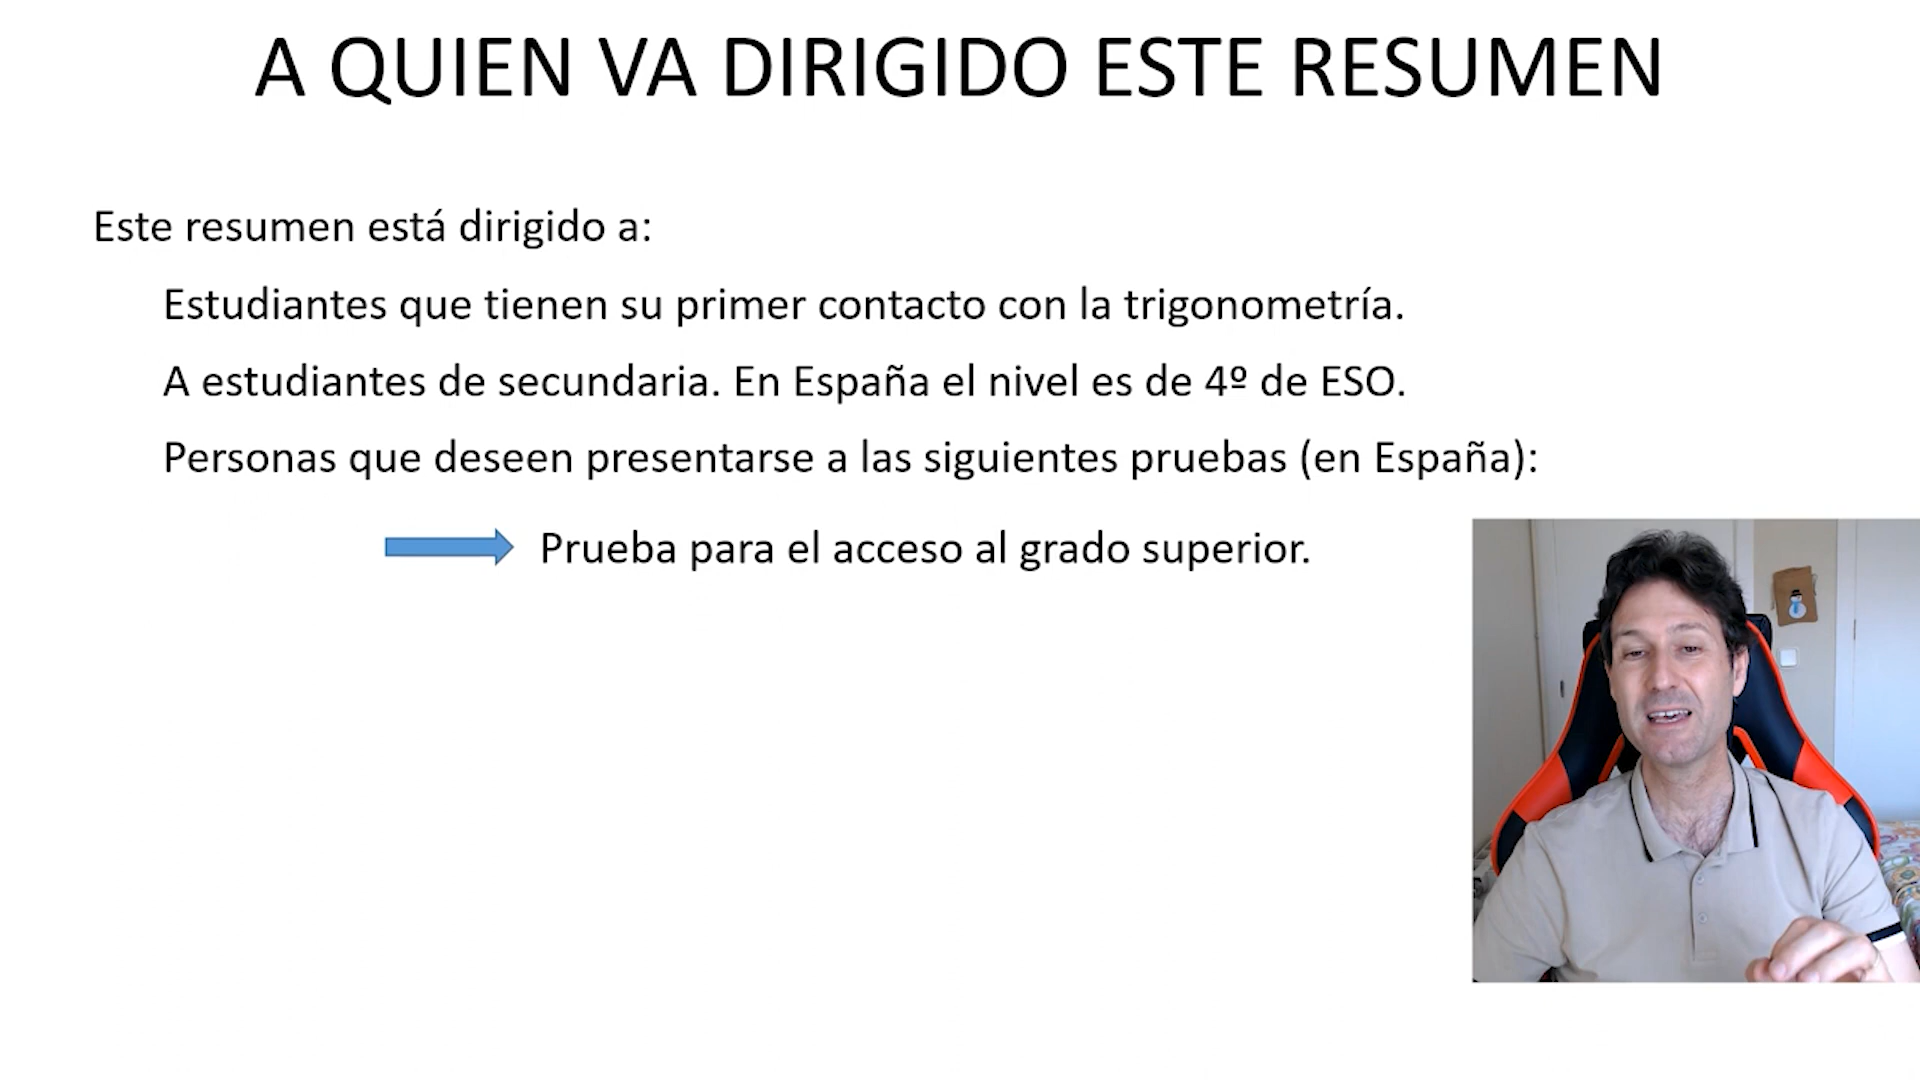 A QUIEN VA DIRIGIDO ESTE RESUMEN
Este resumen está dirigido a:
Estudiantes que tienen su primer contacto con la trigonometría.
A estudiantes de secundaria. En España el nivel es de 4º de ESO.
Personas que deseen presentarse a las siguientes pruebas (en España):
Prueba para el acceso al grado superior.